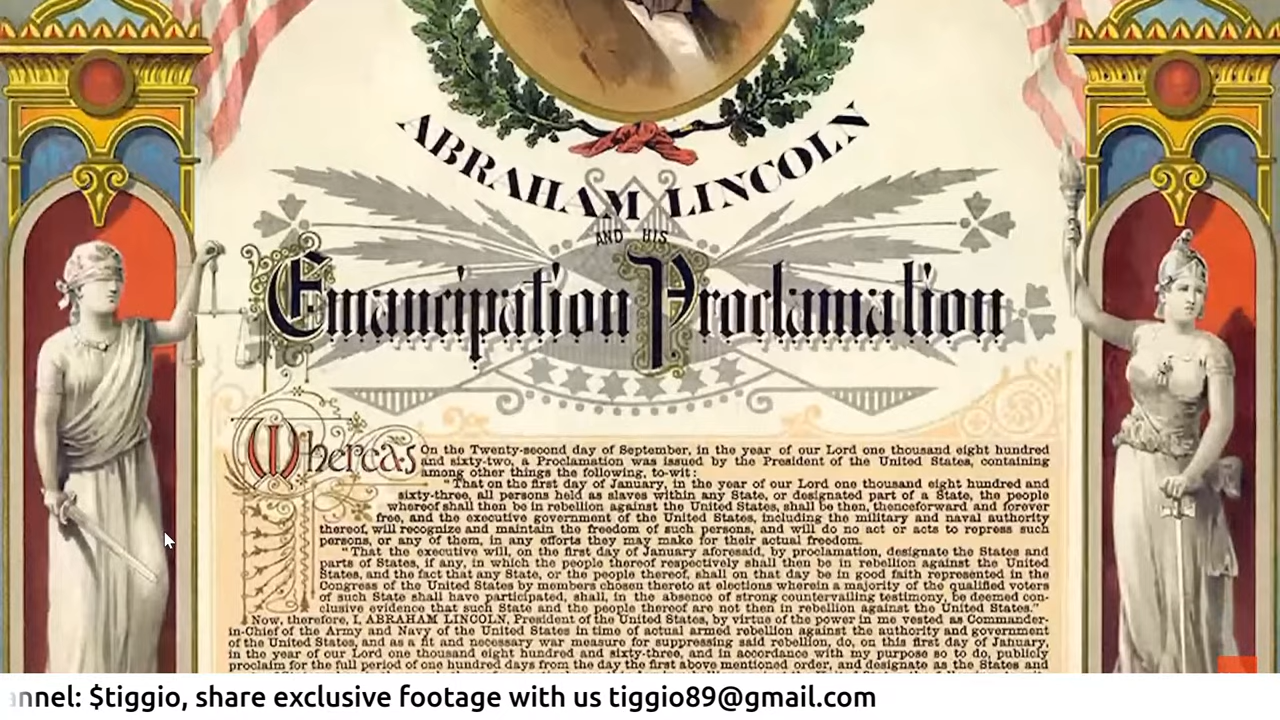 ABRAHAM LINCOLN
AND HIS
Emancipation Proclamation
Whereas
On the Twenty-second day of September, in the year of our Lord one thousand eight hundred
and sixty-two, a Proclamation was issued by the President of the United States, containing
among other things the following, to-wit:
"That on the first day of January, in the year of our Lord one thousand eight hundred and
sixty-three, all persons held as slaves within any State, or designated part of a State, the people
whereof shall then be in rebellion against the United States, shall be then, thenceforward and forever
free, and the executive government of the United States, including the military and naval authority
thereof, will recognize and maintain the freedom of such persons, and will do no act or acts to repress such
persons, or any of them, in any efforts they may make for their actual freedom.
"That the executive will, on the first day of January aforesaid, by proclamation, designate the States and
parts of States, if any, in which the people thereof respectively shall then be in rebellion against the United
States, and the fact that any State, or the people thereof, shall on that day be in good faith represented in the
Congress of the United States by members chosen thereto at elections wherein a majority of the qualified voters
of such State shall have participated, shall, in the absence of strong countervailing testimony, be deemed con-
clusive evidence that such State and the people thereof are not then in rebellion against the United States."
Now, therefore, I, ABRAHAM LINCOLN, President of the United States, by virtue of the power in me vested as Commander-
in-Chief of the Army and Navy of the United States in time of actual armed rebellion against the authority and government
of the United States, and as a fit and necessary war measure for suppressing said rebellion, do, on this first day of January,
in the year of our Lord one thousand eight hundred and sixty-three, and in accordance with my purpose so to do, publicly
proclaim for the full period of one hundred days from the day the first above mentioned order, and designate as the States and
annel: $tiggio, share exclusive footage with us tiggio89@gmail.com